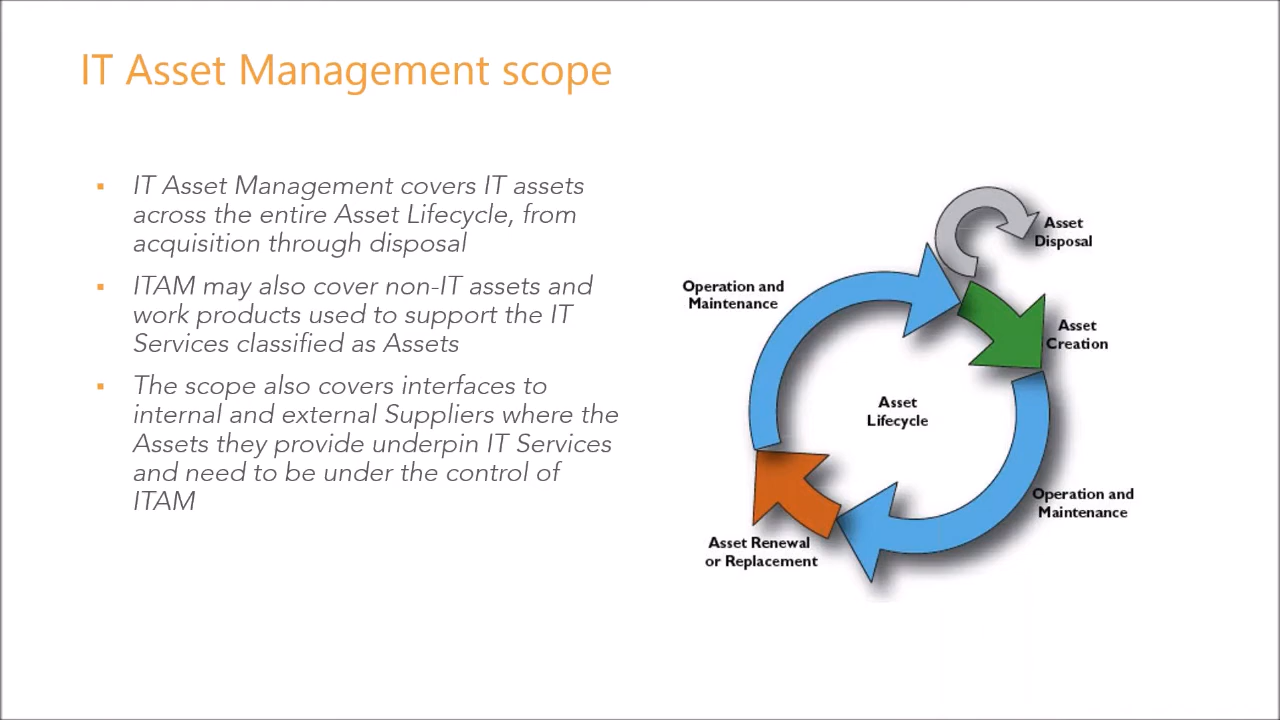 IT Asset Management scope
▪ IT Asset Management covers IT assets
across the entire Asset Lifecycle, from
acquisition through disposal
▪ ITAM may also cover non-IT assets and
work products used to support the IT
Services classified as Assets
▪ The scope also covers interfaces to
internal and external Suppliers where the
Assets they provide underpin IT Services
and need to be under the control of
ITAM
Asset
Disposal
Operation and
Maintenance
Asset
Creation
Asset
Lifecycle
Operation and
Maintenance
Asset Renewal
or Replacement